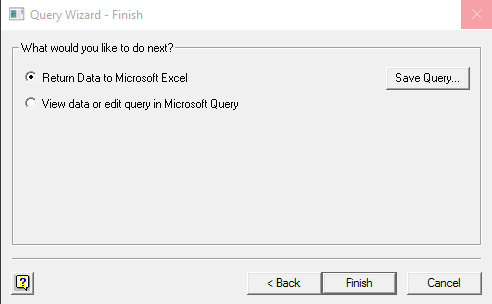 Query Wizard - Finish
What would you like to do next?
Return Data to Microsoft Excel
Save Query...
View data or edit query in Microsoft Query
?
< Back
Finish
Cancel